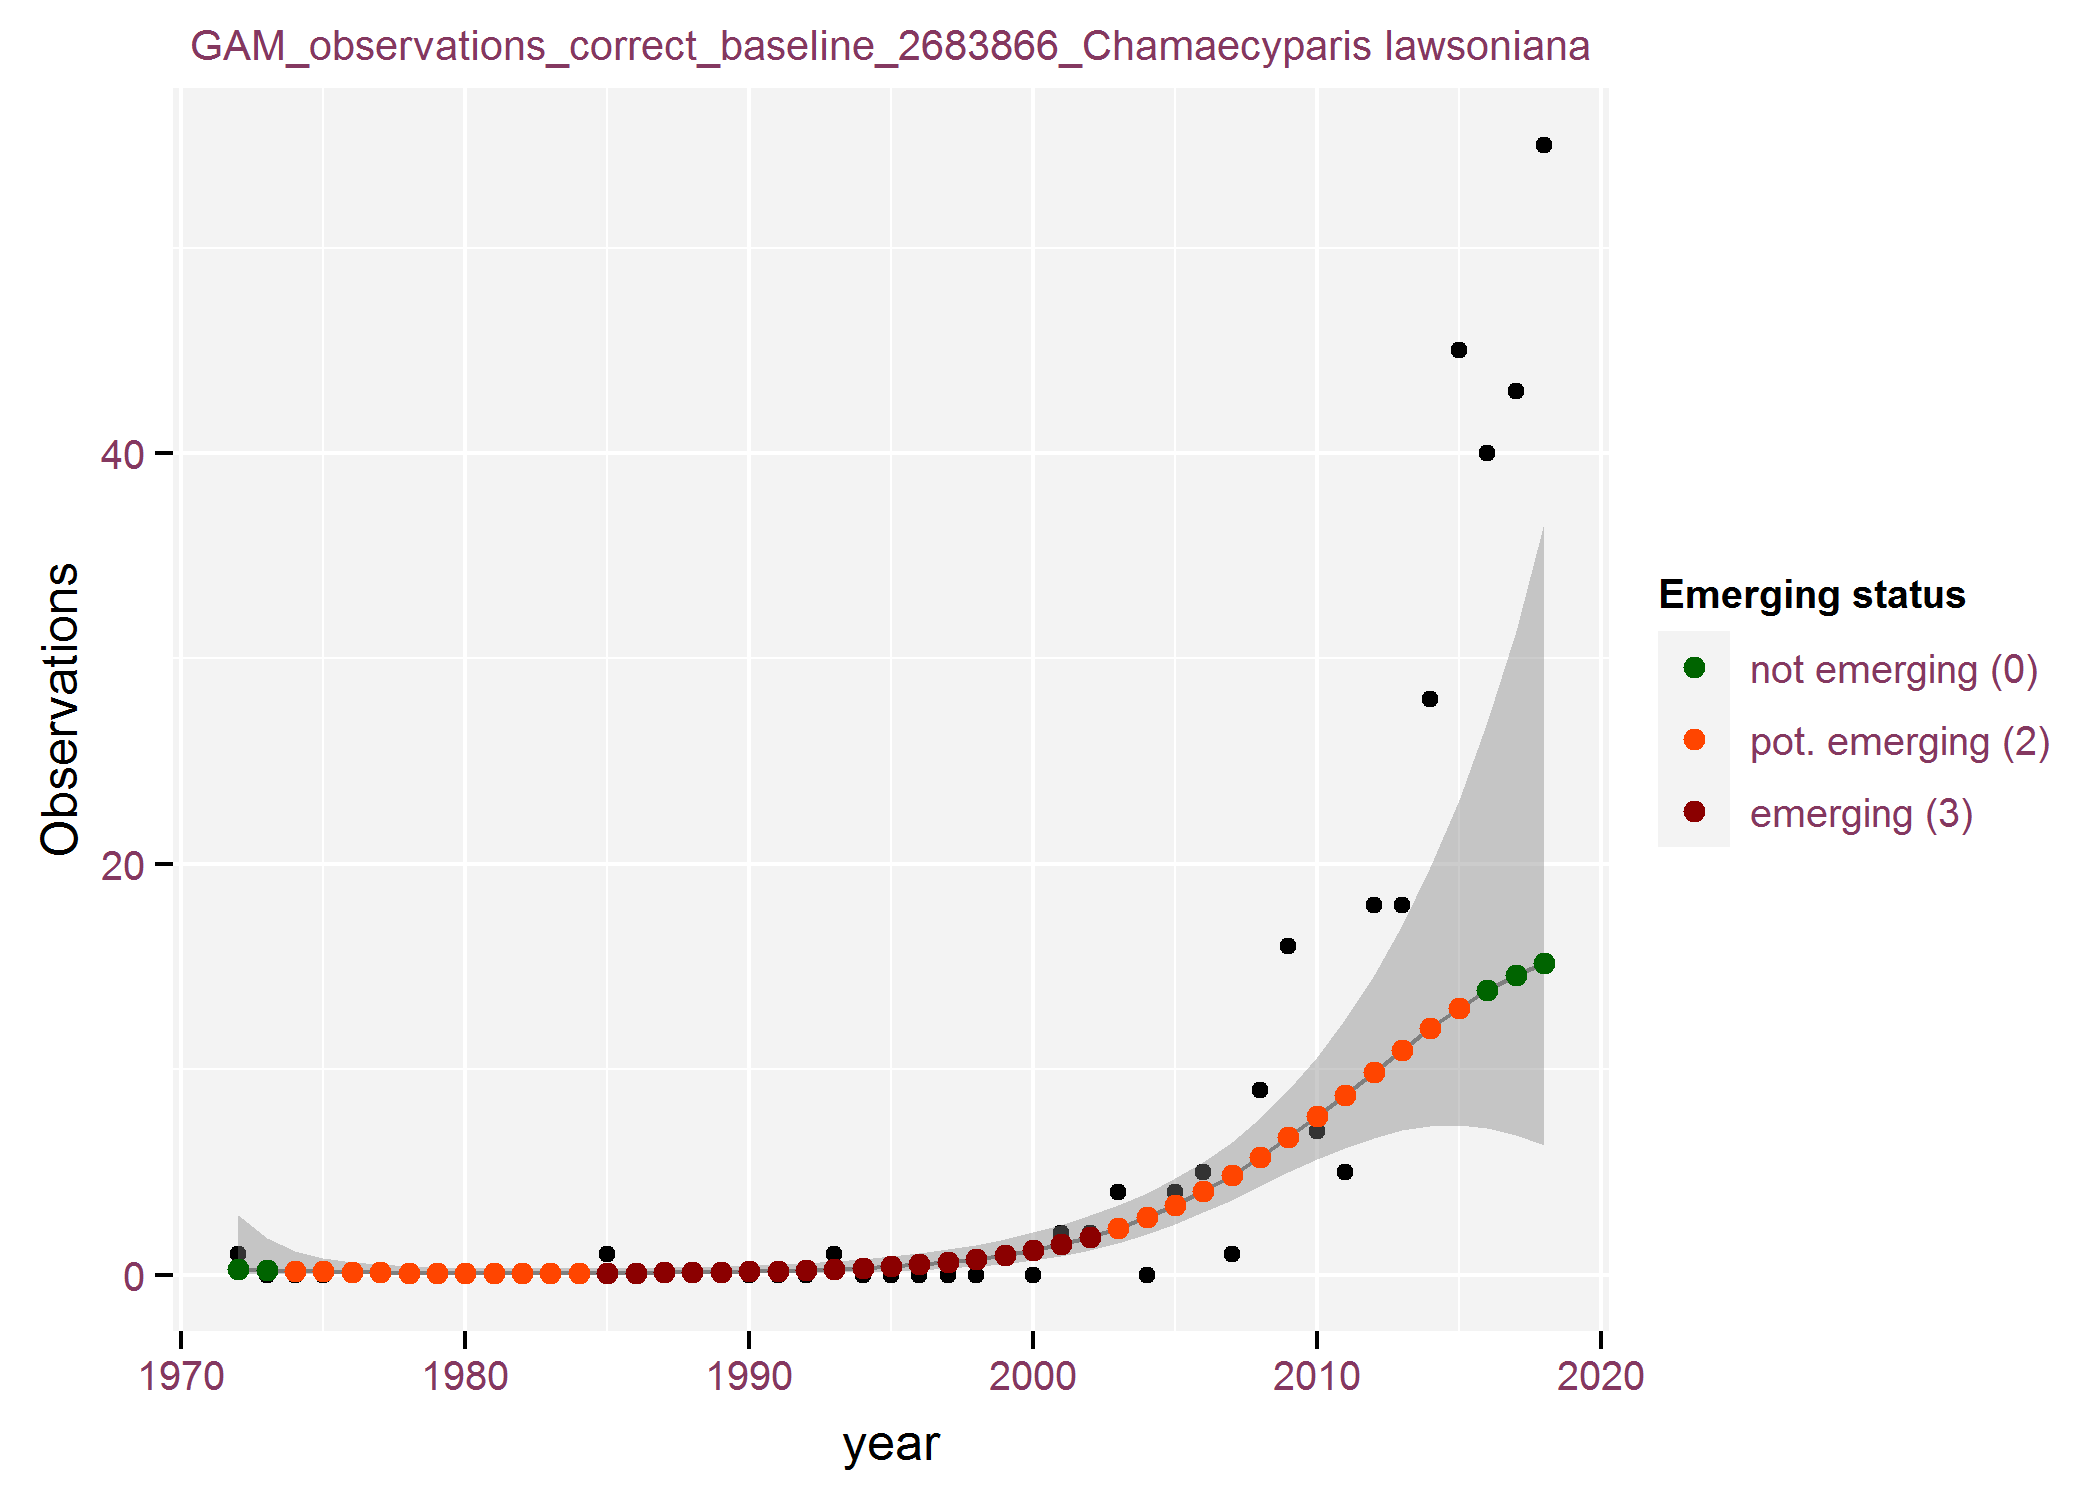 GAM_observations_correct_baseline_2683866_Chamaecyparis lawsoniana
Observations
40
20
0
1970 1980 1990 2000 2010 2020
year
Emerging status
not emerging (0)
pot. emerging (2)
emerging (3)